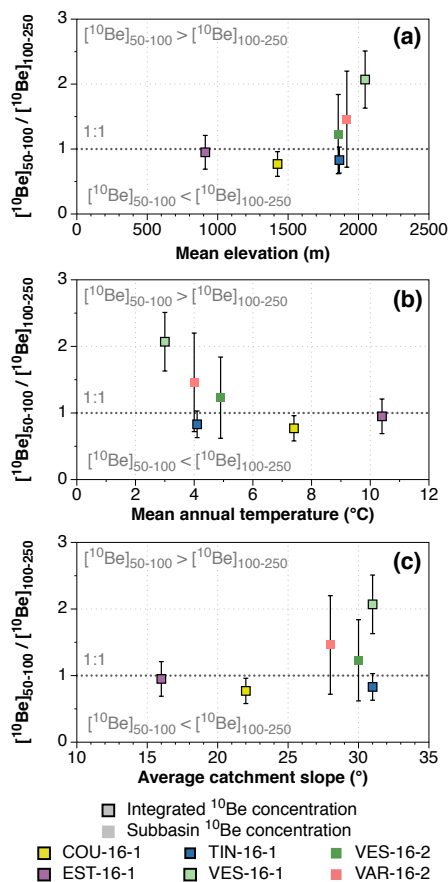 [¹⁰Be]₅₀₋₁₀₀ > [¹⁰Be]₁₀₀₋₂₅₀
(a)
[¹⁰Be]₅₀₋₁₀₀ / [¹⁰Be]₁₀₀₋₂₅₀
3
2
1
0
1:1
[¹⁰Be]₅₀₋₁₀₀ < [¹⁰Be]₁₀₀₋₂₅₀
0 500 1000 1500 2000 2500
Mean elevation (m)
[¹⁰Be]₅₀₋₁₀₀ > [¹⁰Be]₁₀₀₋₂₅₀
(b)
[¹⁰Be]₅₀₋₁₀₀ / [¹⁰Be]₁₀₀₋₂₅₀
3
2
1
0
1:1
[¹⁰Be]₅₀₋₁₀₀ < [¹⁰Be]₁₀₀₋₂₅₀
0 2 4 6 8 10 12
Mean annual temperature (°C)
[¹⁰Be]₅₀₋₁₀₀ > [¹⁰Be]₁₀₀₋₂₅₀
(c)
[¹⁰Be]₅₀₋₁₀₀ / [¹⁰Be]₁₀₀₋₂₅₀
3
2
1
0
1:1
[¹⁰Be]₅₀₋₁₀₀ < [¹⁰Be]₁₀₀₋₂₅₀
10 15 20 25 30 35
Average catchment slope (°)
Integrated ¹⁰Be concentration
Subbasin ¹⁰Be concentration
COU-16-1 TIN-16-1 VES-16-2
EST-16-1 VES-16-1 VAR-16-2